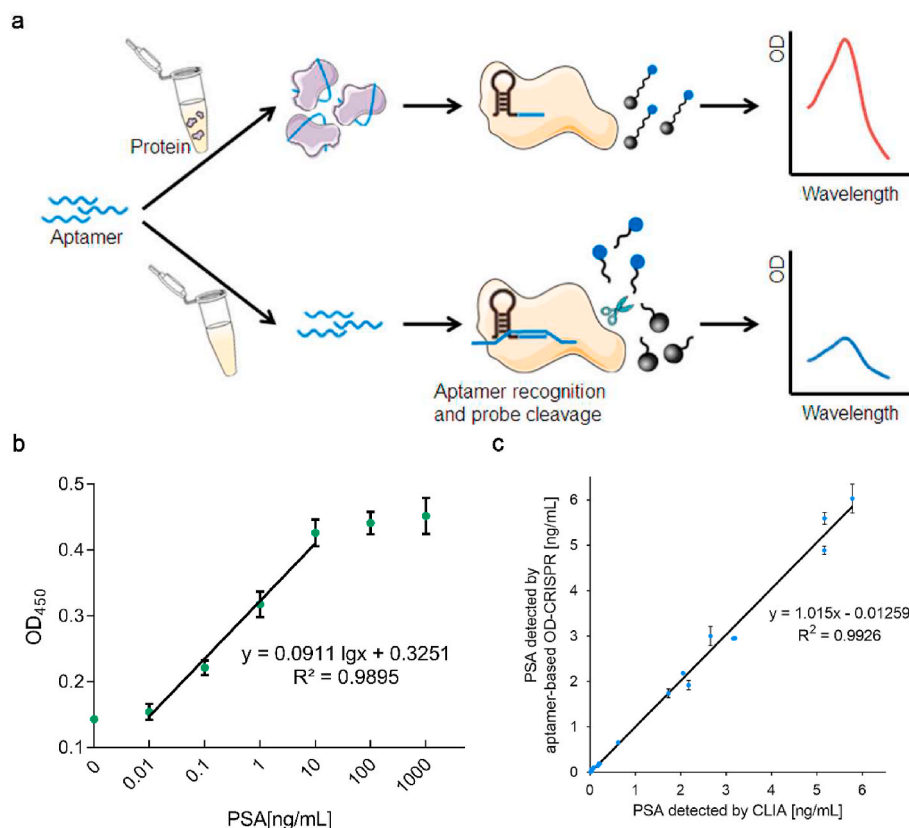 a
Protein
Aptamer
OD
Wavelength
OD
Wavelength
Aptamer recognition
and probe cleavage
b
OD450
0.5
0.4
0.3
0.2
0.1
y = 0.0911 lgx + 0.3251
R² = 0.9895
0
0.01
0.1
1
10
100
1000
PSA[ng/mL]
c
PSA detected by
aptamer-based OD-CRISPR [ng/mL]
6
5
4
3
2
1
0
y = 1.015x - 0.01259
R² = 0.9926
0
1
2
3
4
5
6
PSA detected by CLIA [ng/mL]